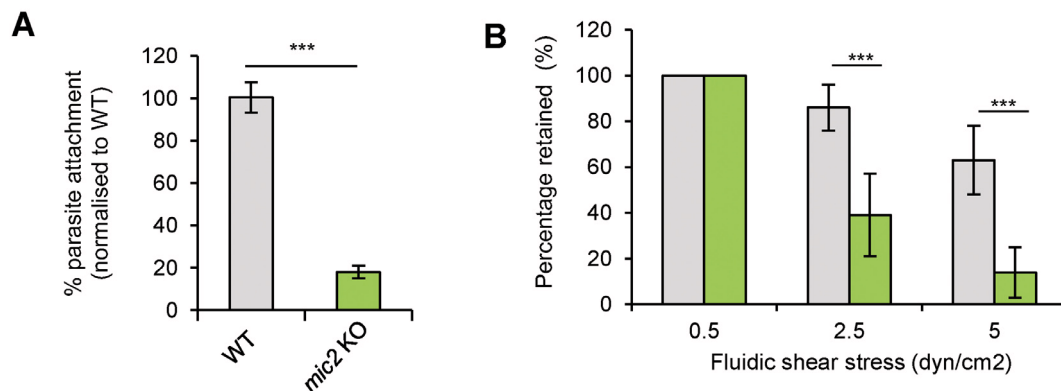 A
% parasite attachment
(normalised to WT)
120
100
80
60
40
20
0
***
WT
mic2 KO
B
Percentage retained (%)
120
100
80
60
40
20
0
***
***
0.5
2.5
5
Fluidic shear stress (dyn/cm2)